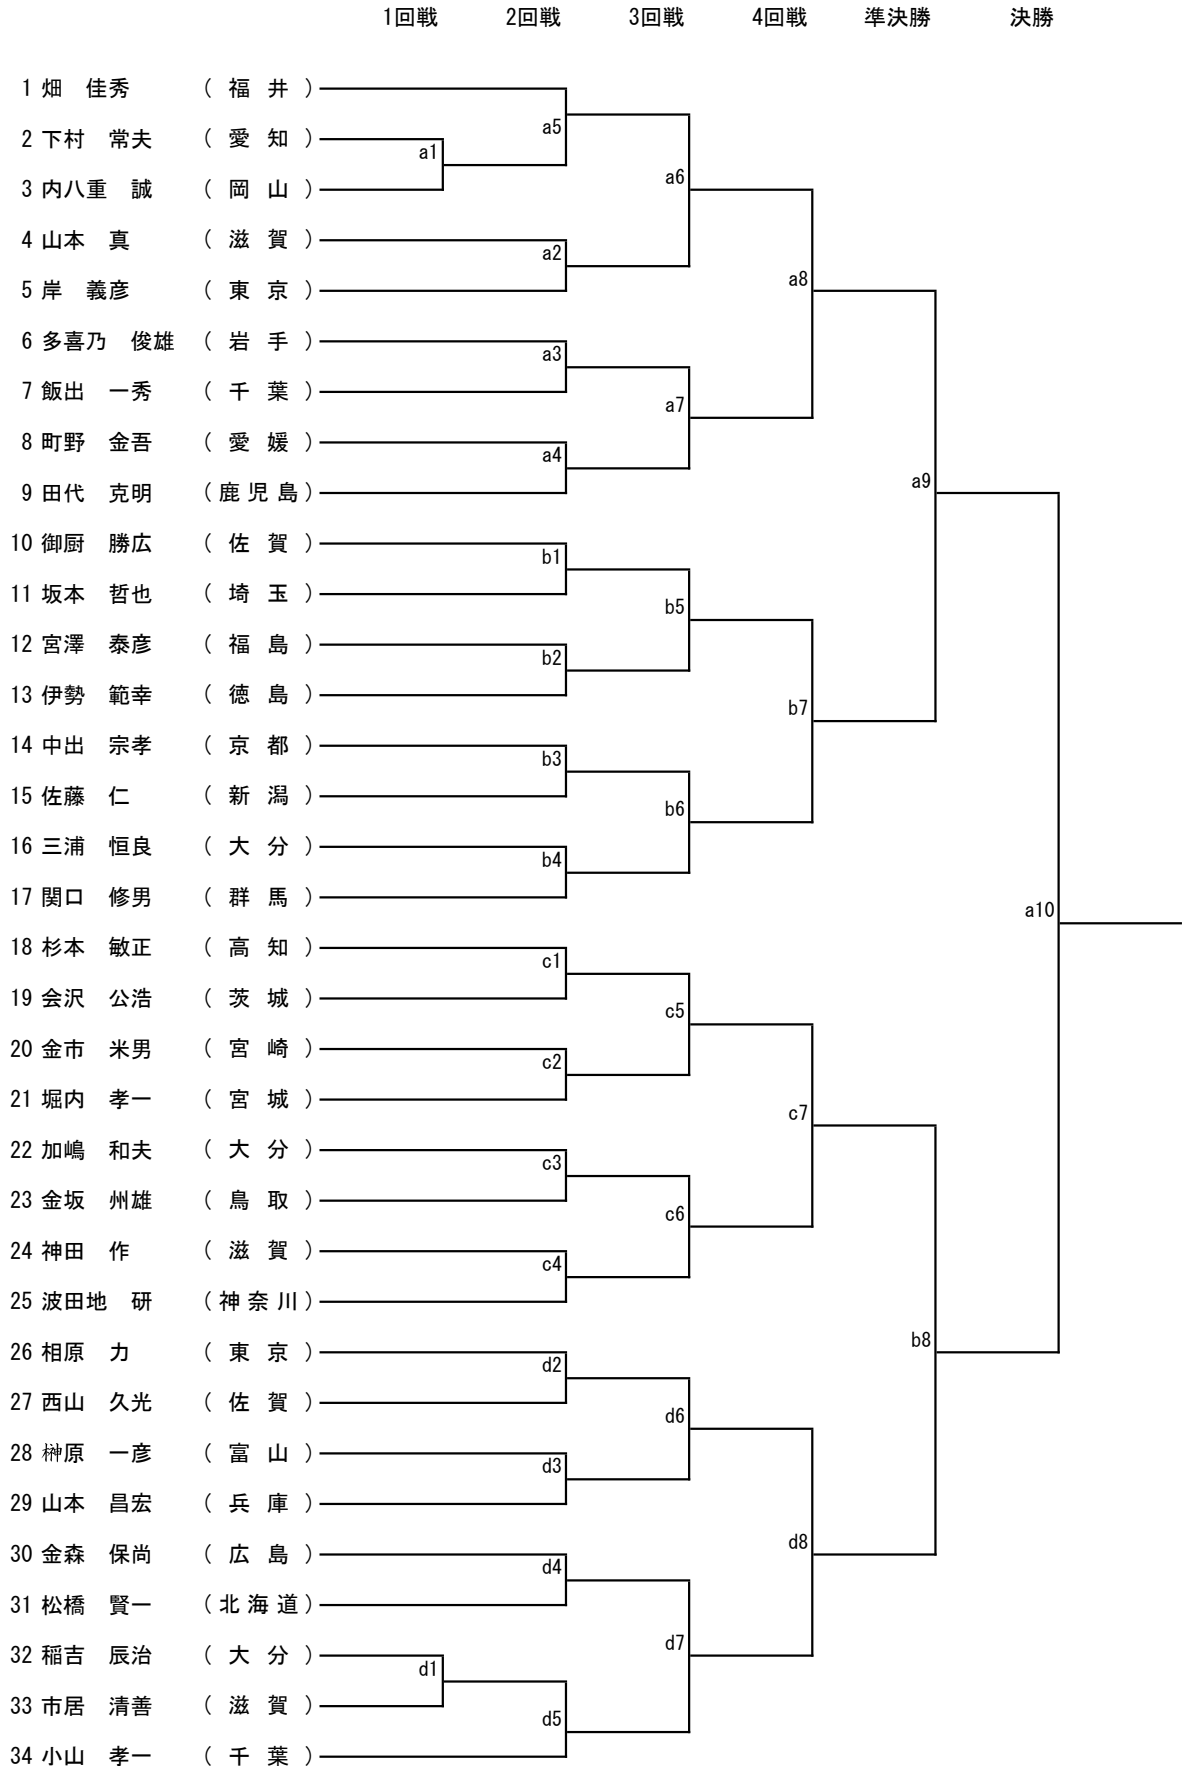 1回戦 2回戦 3回戦 4回戦 準決勝 決勝
1 畑 佳秀 ( 福 井 )
a5
2 下村 常夫 ( 愛 知 )
a1
3 内八重 誠 ( 岡 山 )
a6
4 山本 真 ( 滋 賀 )
a2
5 岸 義彦 ( 東 京 )
a8
6 多喜乃 俊雄 ( 岩 手 )
a3
7 飯出 一秀 ( 千 葉 )
a7
8 町野 金吾 ( 愛 媛 )
a4
9 田代 克明 ( 鹿 児 島 )
a9
10 御厨 勝広 ( 佐 賀 )
b1
11 坂本 哲也 ( 埼 玉 )
b5
12 宮澤 泰彦 ( 福 島 )
b2
13 伊勢 範幸 ( 徳 島 )
b7
14 中出 宗孝 ( 京 都 )
b3
15 佐藤 仁 ( 新 潟 )
b6
16 三浦 恒良 ( 大 分 )
b4
17 関口 修男 ( 群 馬 )
a10
18 杉本 敏正 ( 高 知 )
c1
19 会沢 公浩 ( 茨 城 )
c5
20 金市 米男 ( 宮 崎 )
c2
21 堀内 孝一 ( 宮 城 )
c7
22 加嶋 和夫 ( 大 分 )
c3
23 金坂 州雄 ( 鳥 取 )
c6
24 神田 作 ( 滋 賀 )
c4
25 波田地 研 ( 神 奈 川 )
b8
26 相原 力 ( 東 京 )
d2
27 西山 久光 ( 佐 賀 )
d6
28 榊原 一彦 ( 富 山 )
d3
29 山本 昌宏 ( 兵 庫 )
d8
30 金森 保尚 ( 広 島 )
d4
31 松橋 賢一 ( 北 海 道 )
d7
32 稲吉 辰治 ( 大 分 )
d1
33 市居 清善 ( 滋 賀 )
d5
34 小山 孝一 ( 千 葉 )